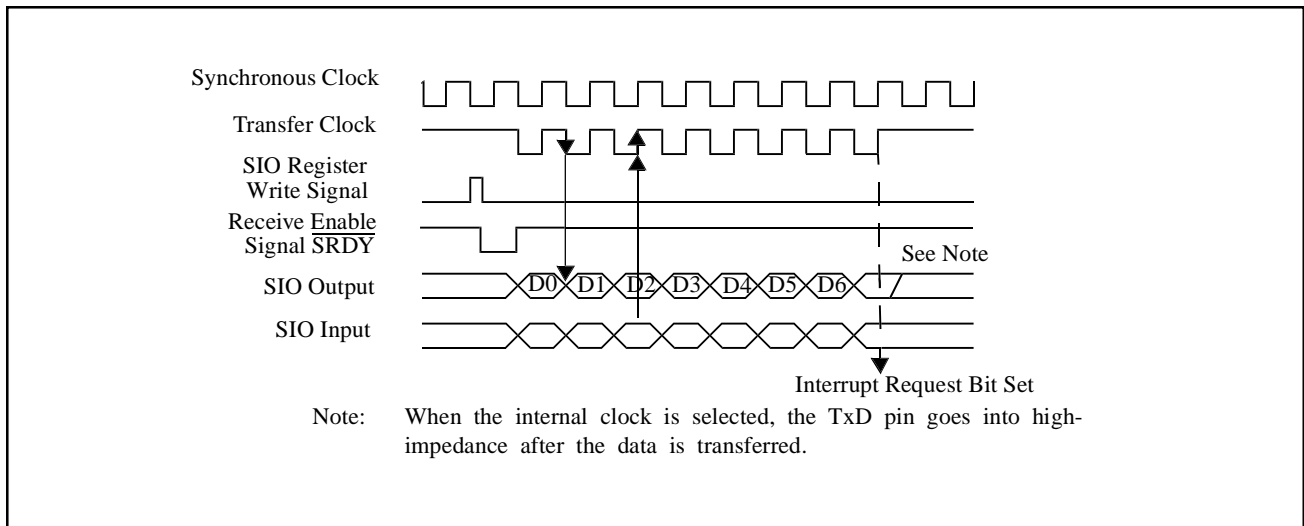 Synchronous Clock
Transfer Clock
SIO Register
Write Signal
Receive Enable
Signal SRDY
See Note
SIO Output
D0 D1 D2 D3 D4 D5 D6
SIO Input
Interrupt Request Bit Set
Note: When the internal clock is selected, the TxD pin goes into high-
impedance after the data is transferred.